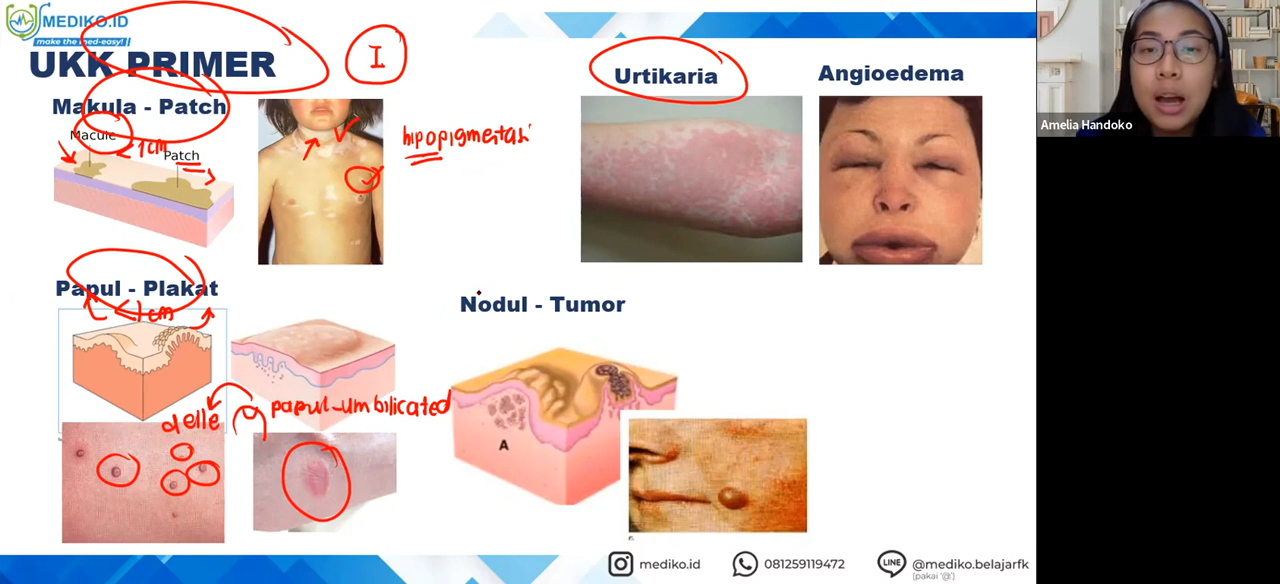 MEDIKO.ID
make the med-easy!
UKK PRIMER
I
Makula - Patch
Macule
<1cm
Patch
hipopigmentasi
Urtikaria
Angioedema
Amelia Handoko
Papul - Plakat
<1cm
delle
papul-umbilicated
Nodul - Tumor
A
mediko.id
081259119472
@mediko.belajarfk
(pakai '@')